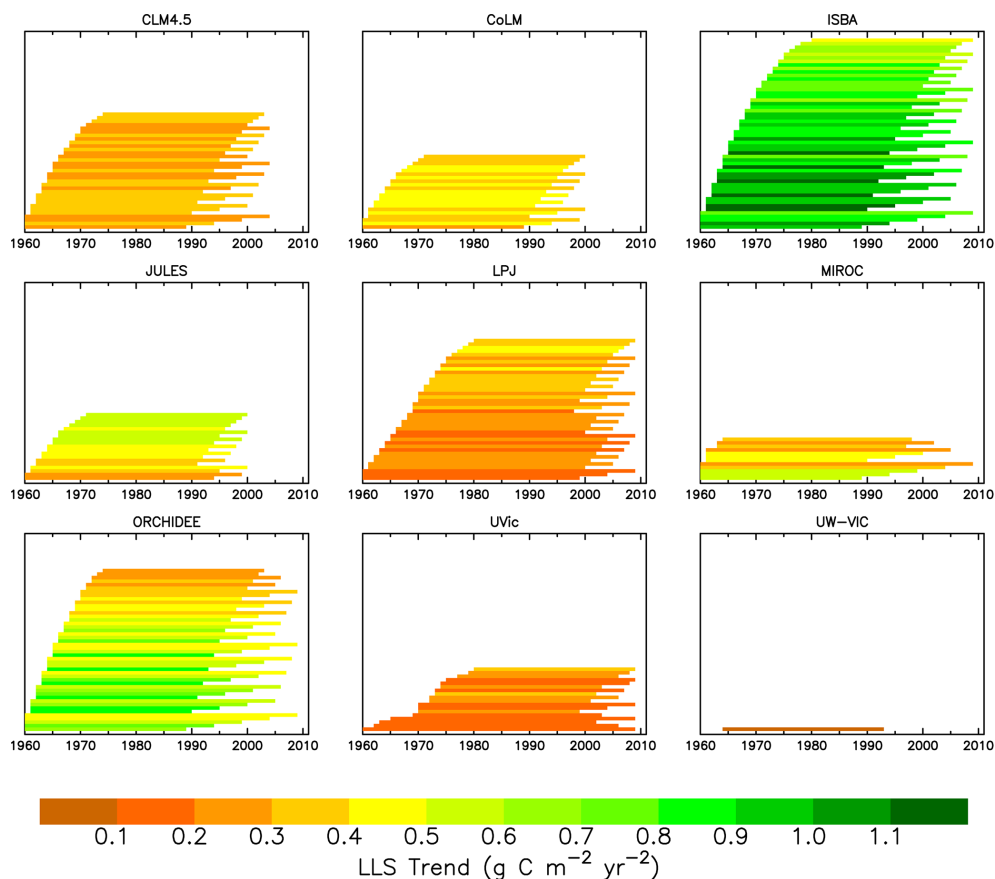 CLM4.5 CoLM ISBA
1960 1970 1980 1990 2000 2010 1960 1970 1980 1990 2000 2010 1960 1970 1980 1990 2000 2010
JULES LPJ MIROC
1960 1970 1980 1990 2000 2010 1960 1970 1980 1990 2000 2010 1960 1970 1980 1990 2000 2010
ORCHIDEE UVic UW-VIC
1960 1970 1980 1990 2000 2010 1960 1970 1980 1990 2000 2010 1960 1970 1980 1990 2000 2010
0.1 0.2 0.3 0.4 0.5 0.6 0.7 0.8 0.9 1.0 1.1
LLS Trend (g C m⁻² yr⁻²)